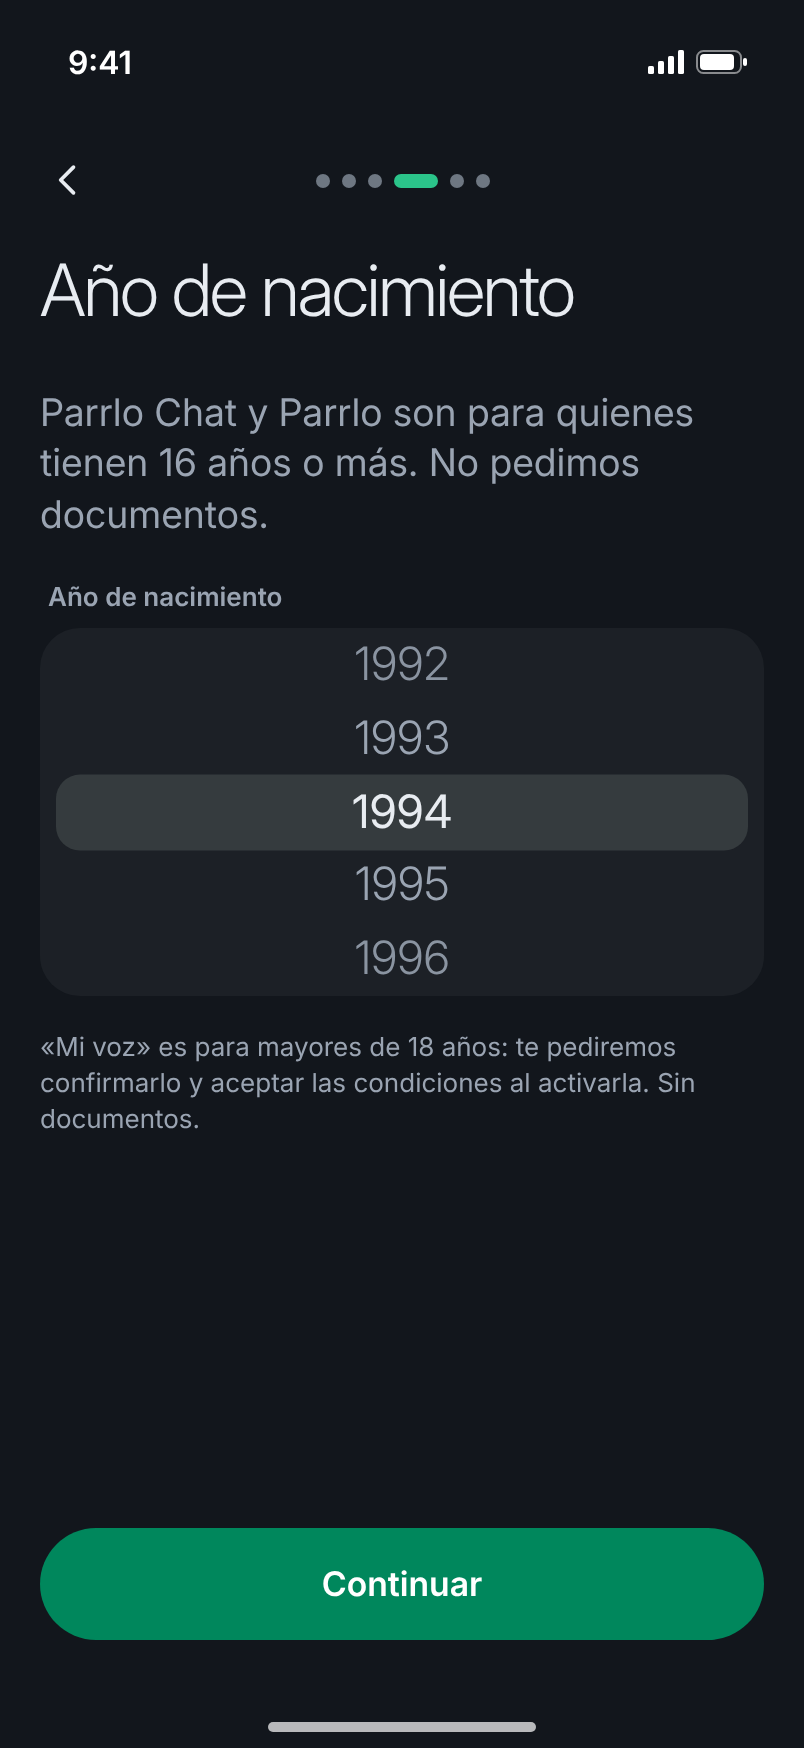 9:41
Año de nacimiento
Parrlo Chat y Parrlo son para quienes
tienen 16 años o más. No pedimos
documentos.
Año de nacimiento
1992
1993
1994
1995
1996
«Mi voz» es para mayores de 18 años: te pediremos
confirmarlo y aceptar las condiciones al activarla. Sin
documentos.
Continuar